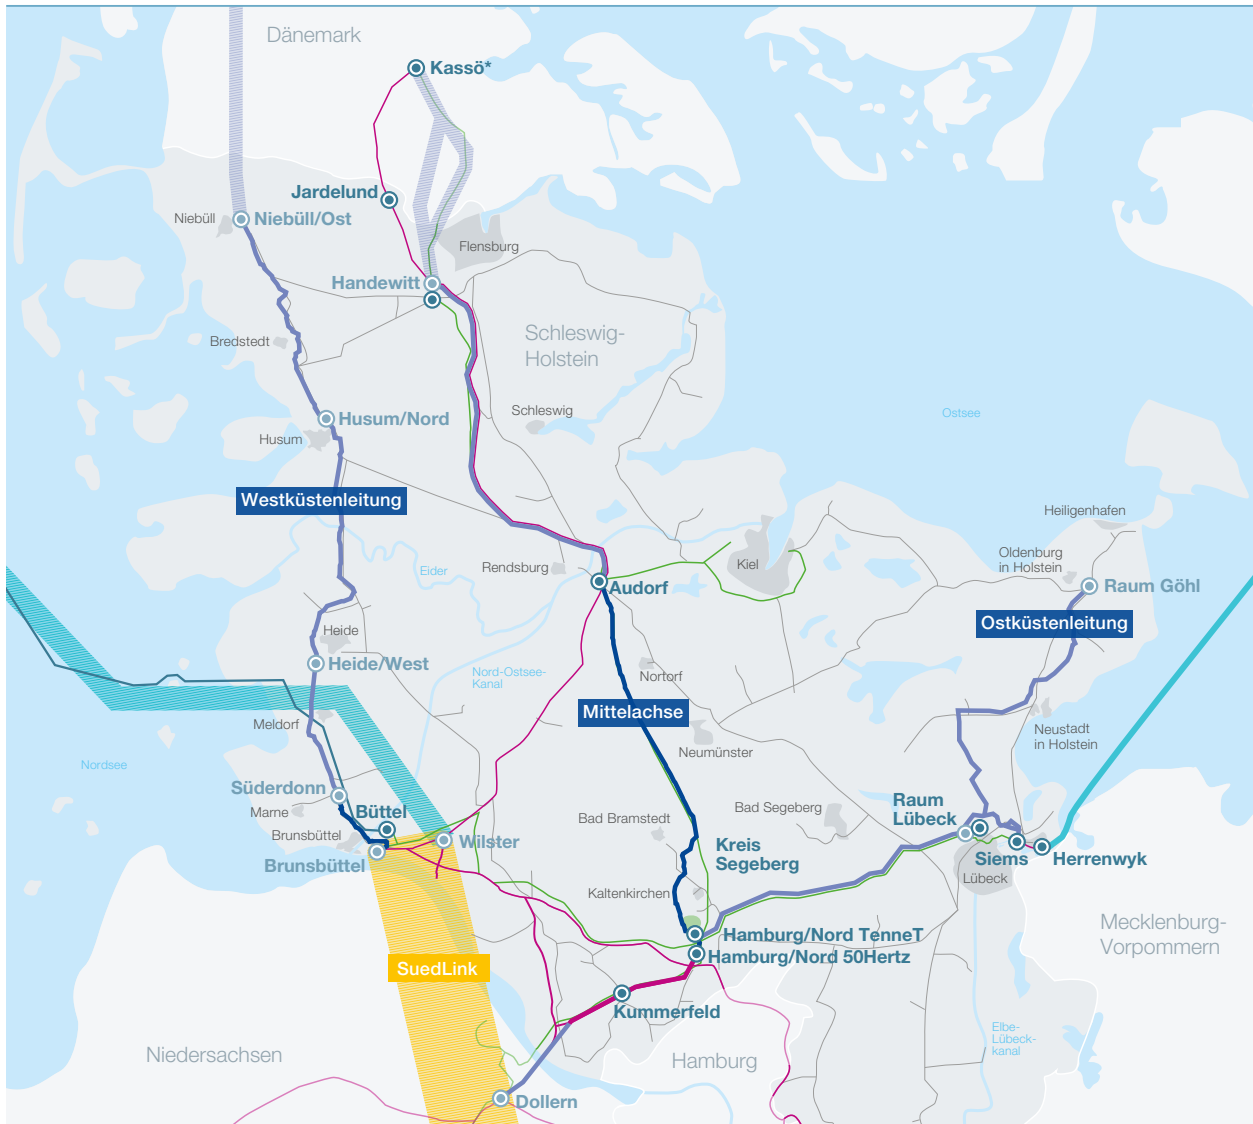 Dänemark
Kassö*
Jardelund
Niebüll
Niebüll/Ost
Flensburg
Handewitt
Schleswig-
Holstein
Bredstedt
Schleswig
Husum/Nord
Husum
Ostsee
Westküstenleitung
Heiligenhafen
Oldenburg
in Holstein
Kiel
Rendsburg
Eider
Audorf
Raum Göhl
Ostküstenleitung
Heide
Heide/West
Nord-Ostsee-
Kanal
Nortorf
Mittelachse
Meldorf
Neumünster
Neustadt
in Holstein
Nordsee
Süderdonn
Marne
Büttel
Brunsbüttel
Brunsbüttel
Wilster
Bad Bramstedt
Bad Segeberg
Raum
Lübeck
Kreis
Segeberg
Siems
Herrenwyk
Lübeck
Kaltenkirchen
Hamburg/Nord TenneT
Hamburg/Nord 50Hertz
Mecklenburg-
Vorpommern
SuedLink
Kummerfeld
Elbe-
Lübeck-
kanal
Niedersachsen
Hamburg
Dollern